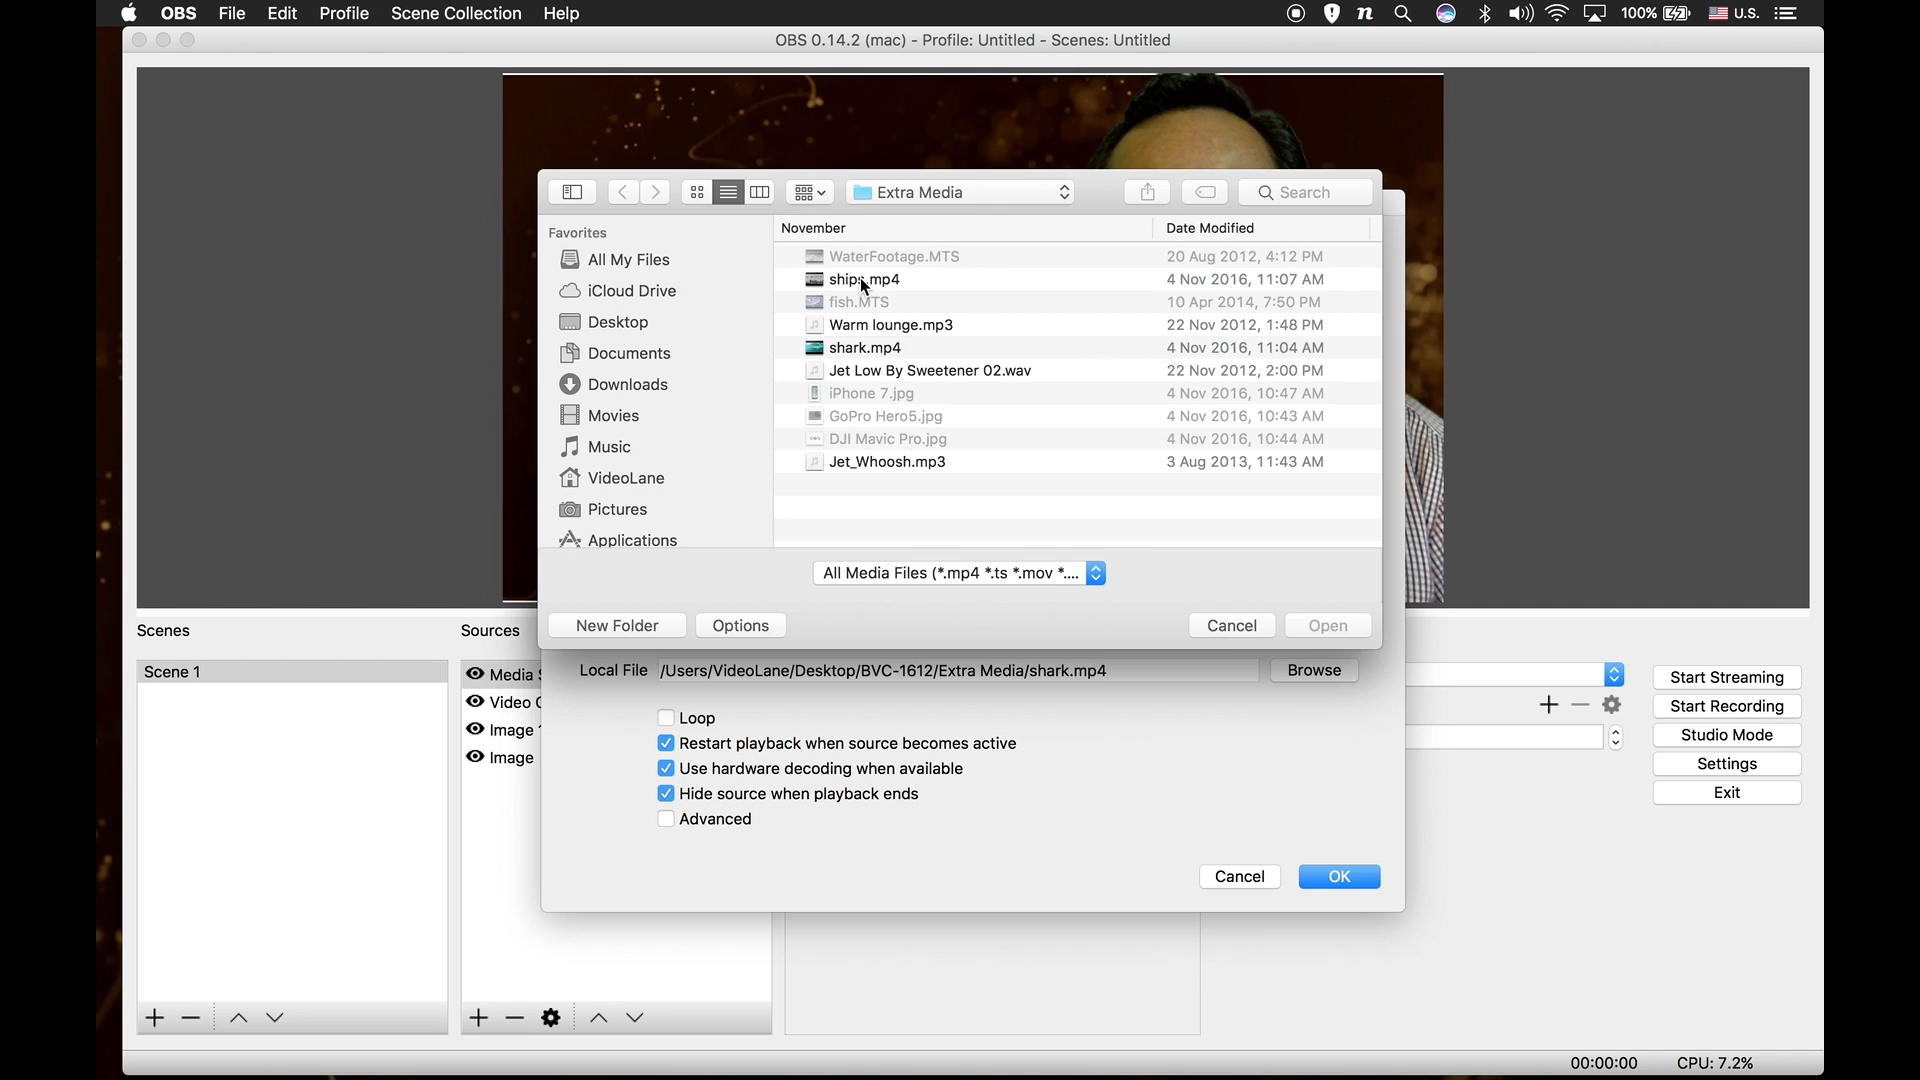 OBS File Edit Profile Scene Collection Help 100% U.S.
OBS 0.14.2 (mac) - Profile: Untitled - Scenes: Untitled
Extra Media Search
Favorites
All My Files
iCloud Drive
Desktop
Documents
Downloads
Movies
Music
VideoLane
Pictures
Applications
November Date Modified
WaterFootage.MTS 20 Aug 2012, 4:12 PM
ships.mp4 4 Nov 2016, 11:07 AM
fish.MTS 10 Apr 2014, 7:50 PM
Warm lounge.mp3 22 Nov 2012, 1:48 PM
shark.mp4 4 Nov 2016, 11:04 AM
Jet Low By Sweetener 02.wav 22 Nov 2012, 2:00 PM
iPhone 7.jpg 4 Nov 2016, 10:47 AM
GoPro Hero5.jpg 4 Nov 2016, 10:43 AM
DJI Mavic Pro.jpg 4 Nov 2016, 10:44 AM
Jet_Whoosh.mp3 3 Aug 2013, 11:43 AM
All Media Files (*.mp4 *.ts *.mov *....
New Folder Options Cancel Open
Local File /Users/VideoLane/Desktop/BVC-1612/Extra Media/shark.mp4 Browse
Loop
Restart playback when source becomes active
Use hardware decoding when available
Hide source when playback ends
Advanced
Cancel OK
Scenes
Scene 1
Sources
Media S
Video C
Image 1
Image
Start Streaming
Start Recording
Studio Mode
Settings
Exit
00:00:00 CPU: 7.2%